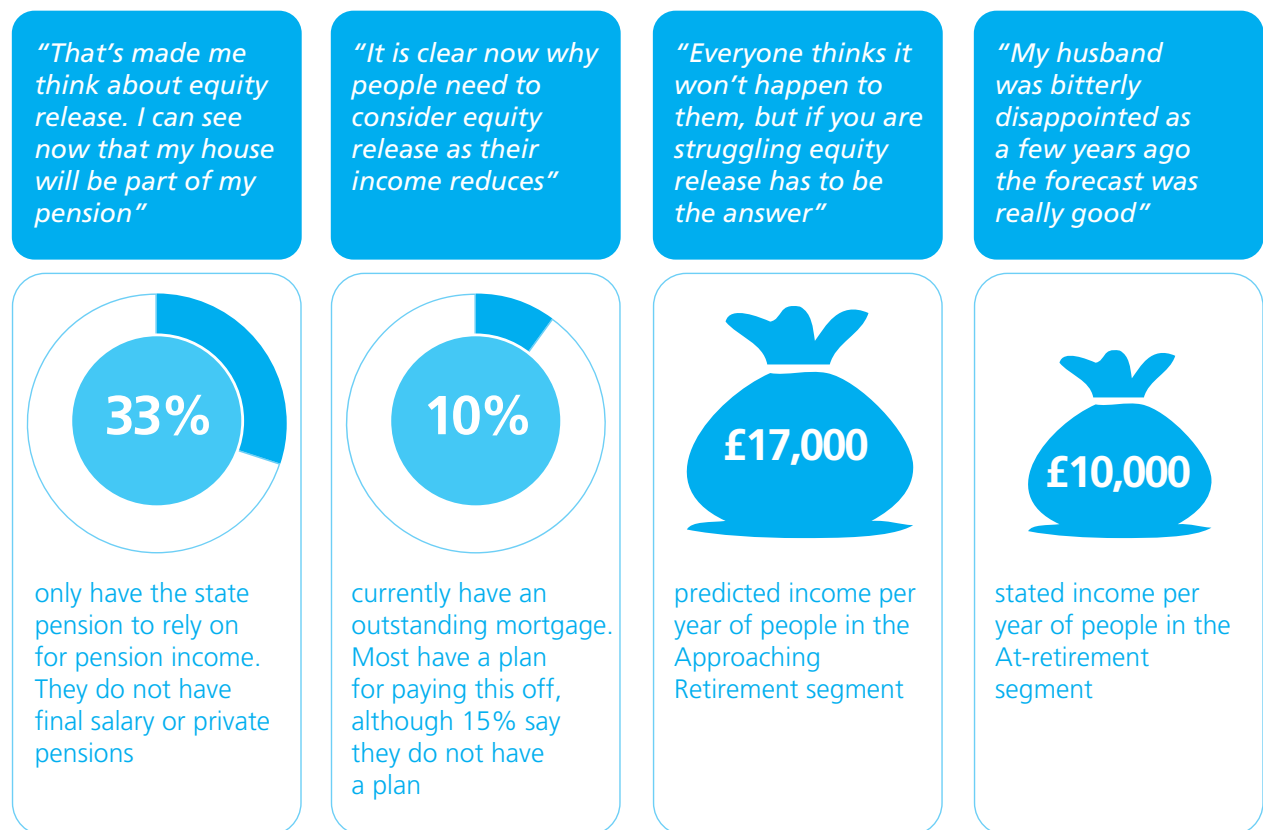 “That’s made me
think about equity
release. I can see
now that my house
will be part of my
pension”
“It is clear now why
people need to
consider equity
release as their
income reduces”
“Everyone thinks it
won’t happen to
them, but if you are
struggling equity
release has to be
the answer”
“My husband
was bitterly
disappointed as
a few years ago
the forecast was
really good”
33%
only have the state
pension to rely on
for pension income.
They do not have
final salary or private
pensions
10%
currently have an
outstanding mortgage.
Most have a plan
for paying this off,
although 15% say
they do not have
a plan
£17,000
predicted income per
year of people in the
Approaching
Retirement segment
£10,000
stated income per
year of people in the
At-retirement
segment